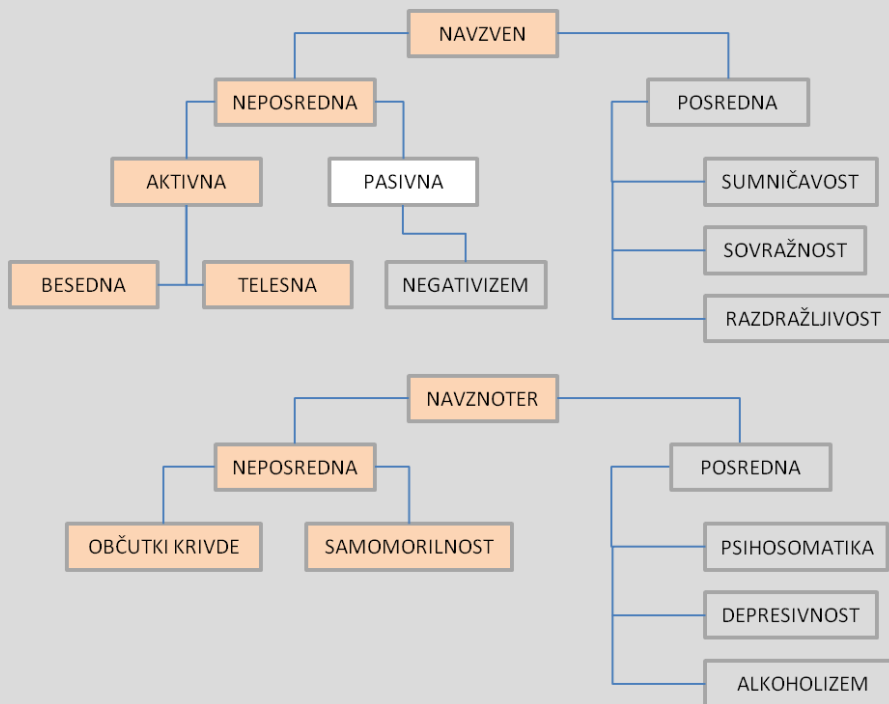 NAVZVEN
NEPOSREDNA
POSREDNA
AKTIVNA
PASIVNA
SUMNIČAVOST
BESEDNA
TELESNA
NEGATIVIZEM
SOVRAŽNOST
RAZDRAŽLJIVOST
NAVZNOTER
NEPOSREDNA
POSREDNA
OBČUTKI KRIVDE
SAMOMORILNOST
PSIHOSOMATIKA
DEPRESIVNOST
ALKOHOLIZEM